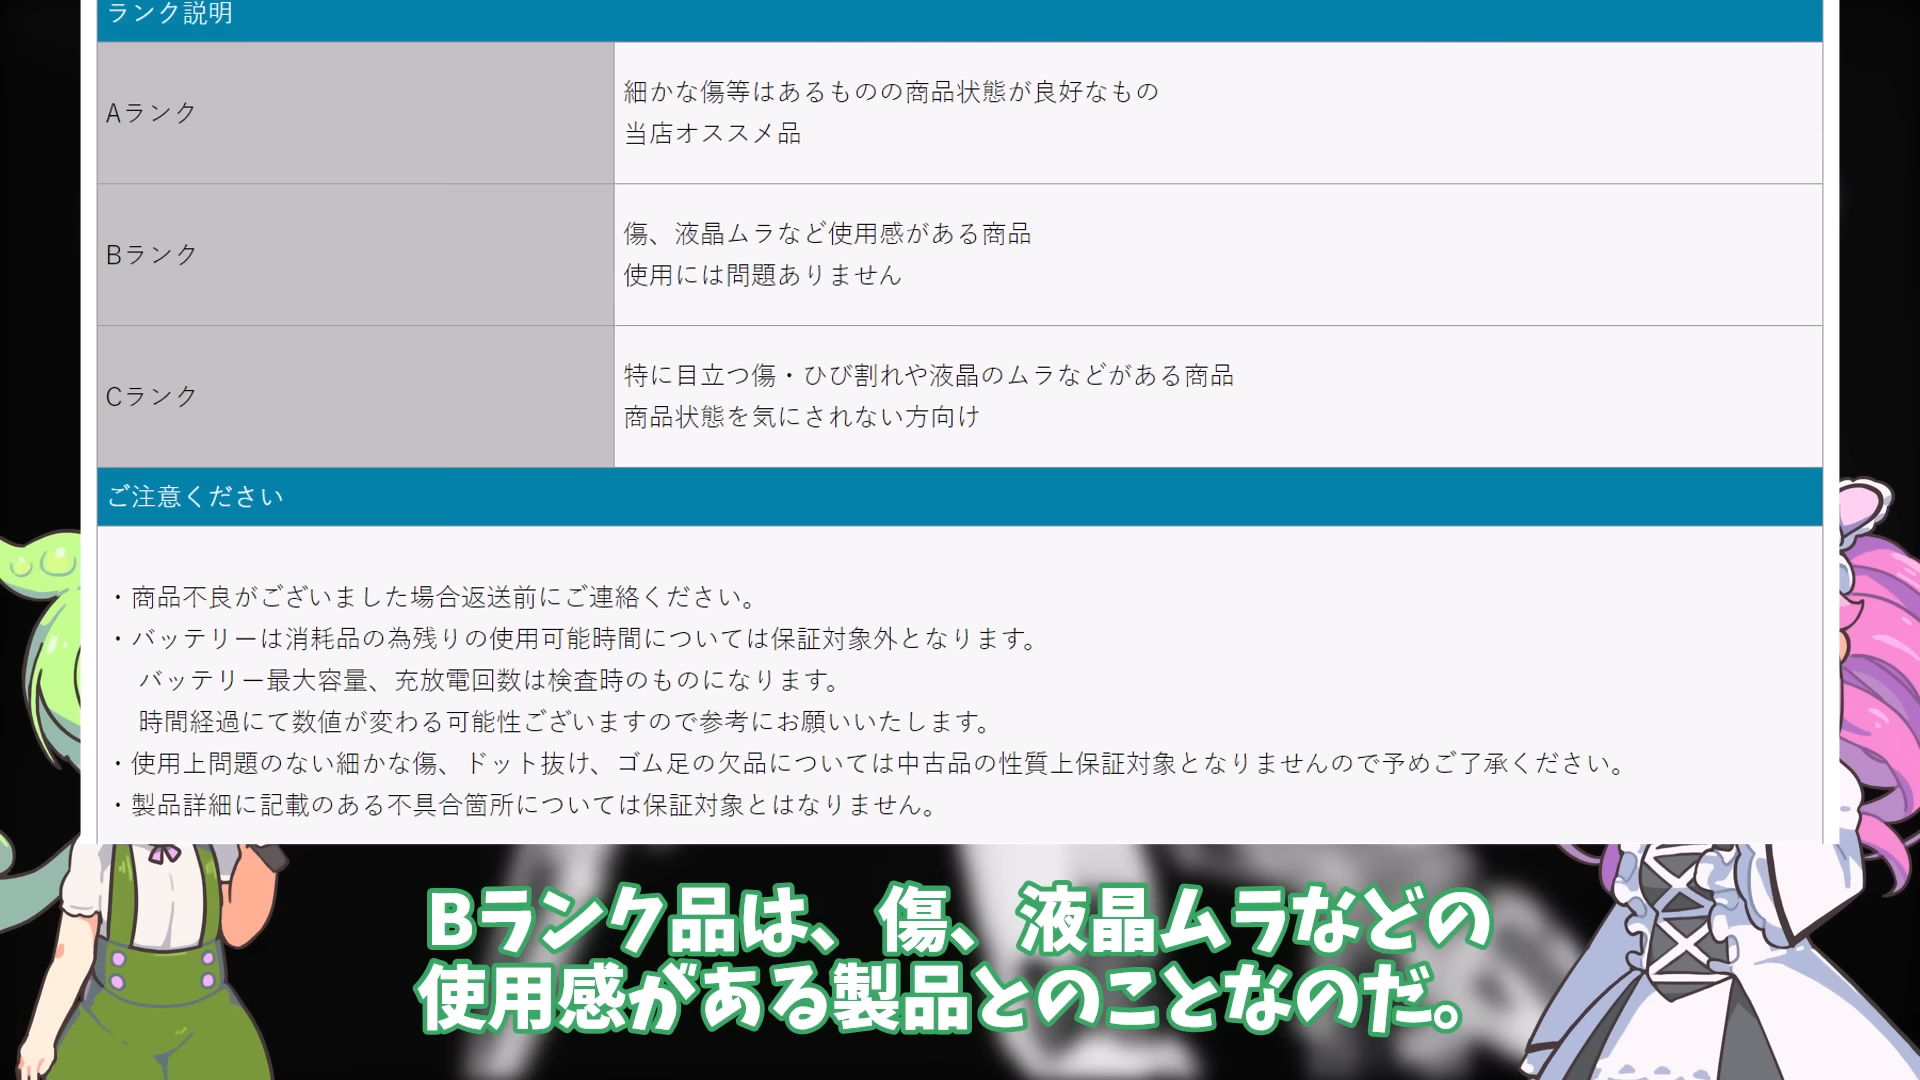 ランク説明
Aランク
細かな傷等はあるものの商品状態が良好なもの
当店オススメ品
Bランク
傷、液晶ムラなど使用感がある商品
使用には問題ありません
Cランク
特に目立つ傷・ひび割れや液晶のムラなどがある商品
商品状態を気にされない方向け
ご注意ください
・商品不良がございました場合返送前にご連絡ください。
・バッテリーは消耗品の為残りの使用可能時間については保証対象外となります。
バッテリー最大容量、充放電回数は検査時のものになります。
時間経過にて数値が変わる可能性ございますので参考にお願いいたします。
・使用上問題のない細かな傷、ドット抜け、ゴム足の欠品については中古品の性質上保証対象となりませんので予めご了承ください。
・製品詳細に記載のある不具合箇所については保証対象とはなりません。
Bランク品は、傷、液晶ムラなどの
使用感がある製品とのことなのだ。